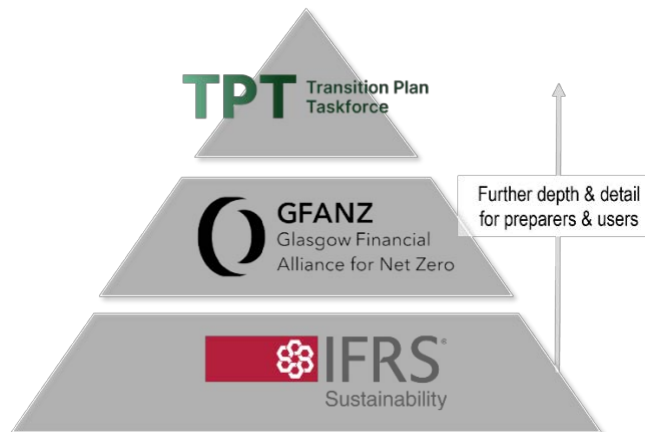 TPT Transition Plan
Taskforce
GFANZ
Glasgow Financial
Alliance for Net Zero
Further depth & detail
for preparers & users
IFRS
Sustainability